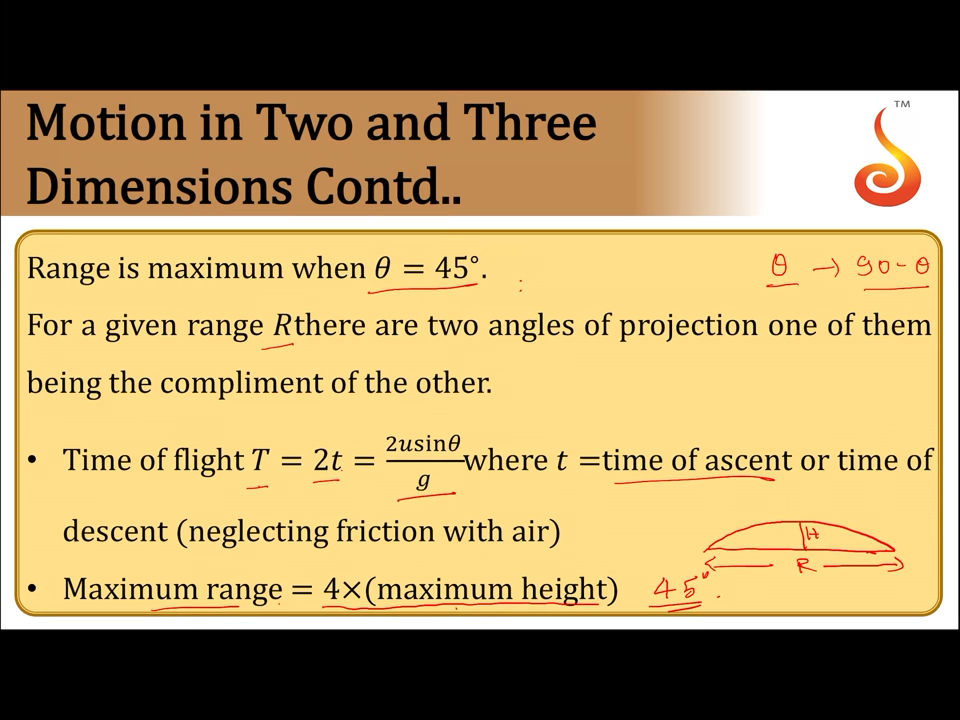 TM
Motion in Two and Three
Dimensions Contd..
Range is maximum when θ = 45°.
θ → 90-θ
For a given range Rthere are two angles of projection one of them
being the compliment of the other.
• Time of flight T = 2t = 2usinθ/g where t =time of ascent or time of
descent (neglecting friction with air)
H
R
• Maximum range = 4×(maximum height) 45°